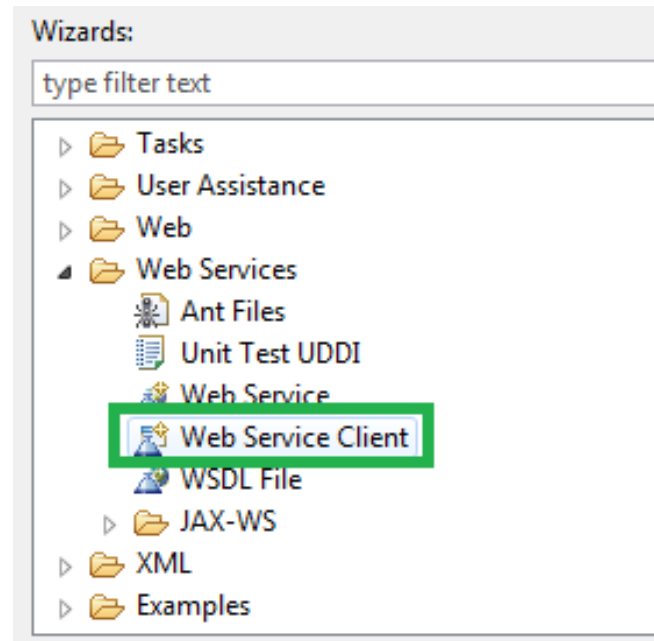 Wizards:
type filter text
Tasks
User Assistance
Web
Web Services
Ant Files
Unit Test UDDI
Web Service
Web Service Client
WSDL File
JAX-WS
XML
Examples